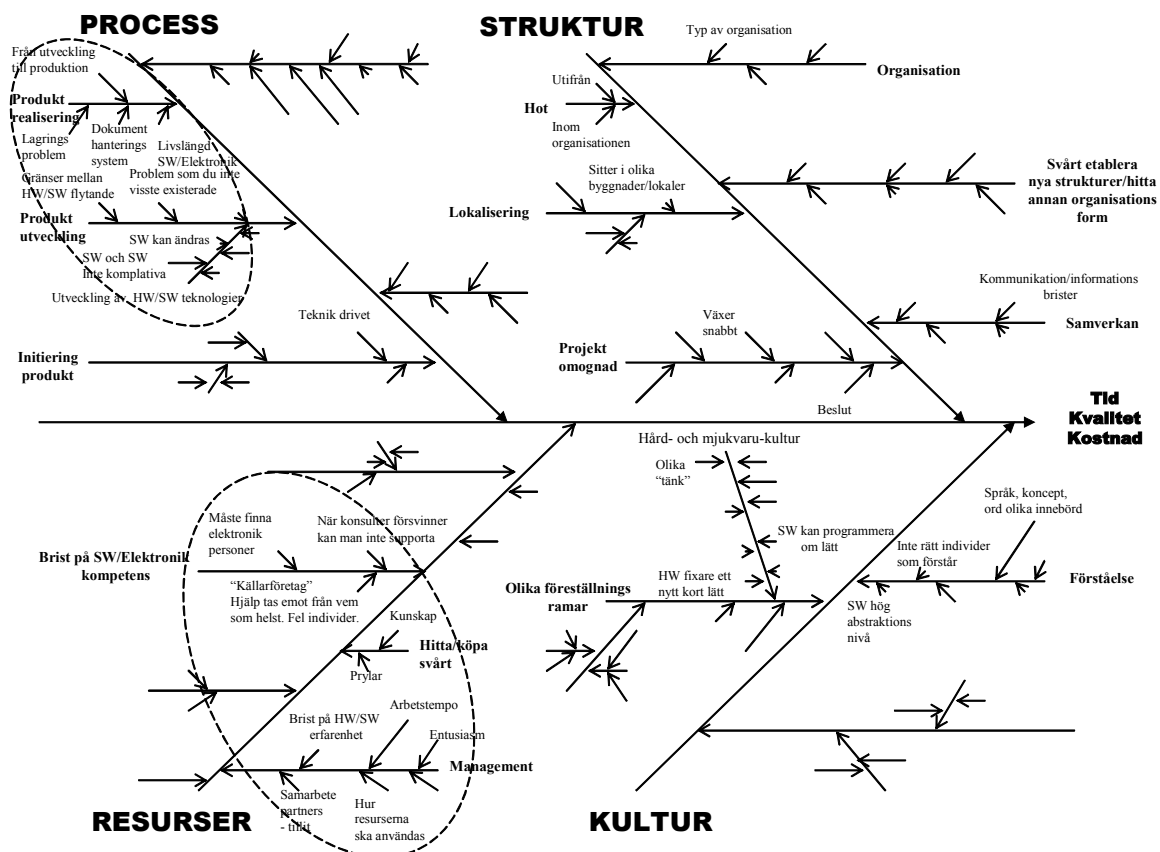 PROCESS
STRUKTUR
Från utveckling
till produktion
Produkt
realisering
Lagrings
problem
Dokument
hanterings
system
Livslängd
SW/Elektronik
Gränser mellan
HW/SW flytande
Problem som du inte
visste existerade
Produkt
utveckling
SW kan ändras
SW och SW
Inte komplativa
Utveckling av HW/SW teknologier
Teknik drivet
Initiering
produkt
Typ av organisation
Organisation
Utifrån
Hot
Inom
organisationen
Sitter i olika
byggnader/lokaler
Lokalisering
Svårt etablera
nya strukturer/hitta
annan organisations
form
Kommunikation/informations
brister
Samverkan
Växer
snabbt
Projekt
omognad
Beslut
Tid
Kvalitet
Kostnad
Måste finna
elektronik
personer
När konsulter försvinner
kan man inte supporta
Brist på SW/Elektronik
kompetens
"Källarföretag"
Hjälp tas emot från vem
som helst. Fel individer.
Kunskap
Hitta/köpa
svårt
Prylar
Arbetstempo
Brist på HW/SW
erfarenhet
Entusiasm
Management
Samarbete
partners
- tillit
Hur
resurserna
ska användas
RESURSER
Hård- och mjukvaru-kultur
Olika
"tänk"
SW kan programmera
om lätt
HW fixare ett
nytt kort lätt
Olika föreställnings
ramar
Språk, koncept,
ord olika innebörd
Inte rätt individer
som förstår
Förståelse
SW hög
abstraktions
nivå
KULTUR